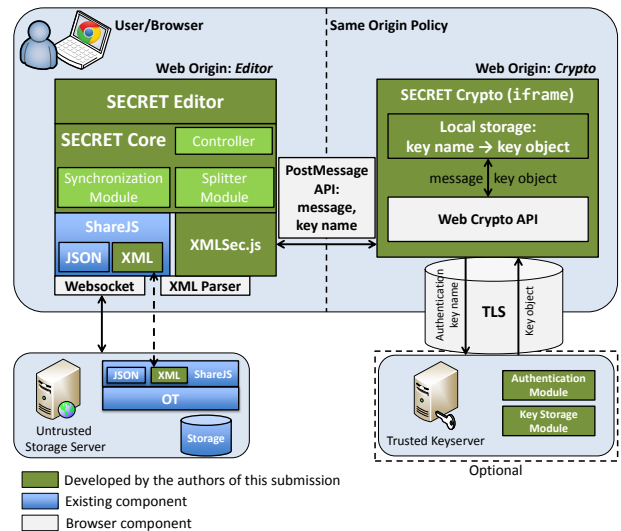 User/Browser
Same Origin Policy
Web Origin: Editor
Web Origin: Crypto
SECRET Editor
SECRET Core
Controller
Synchronization
Module
Splitter
Module
ShareJS
JSON
XML
XMLSec.js
Websocket
XML Parser
PostMessage
API:
message,
key name
SECRET Crypto (iframe)
Local storage:
key name → key object
message
key object
Web Crypto API
Authentication
key name
TLS
Key object
Untrusted
Storage Server
JSON
XML
ShareJS
OT
Storage
Trusted Keyserver
Authentication
Module
Key Storage
Module
Optional
Developed by the authors of this submission
Existing component
Browser component